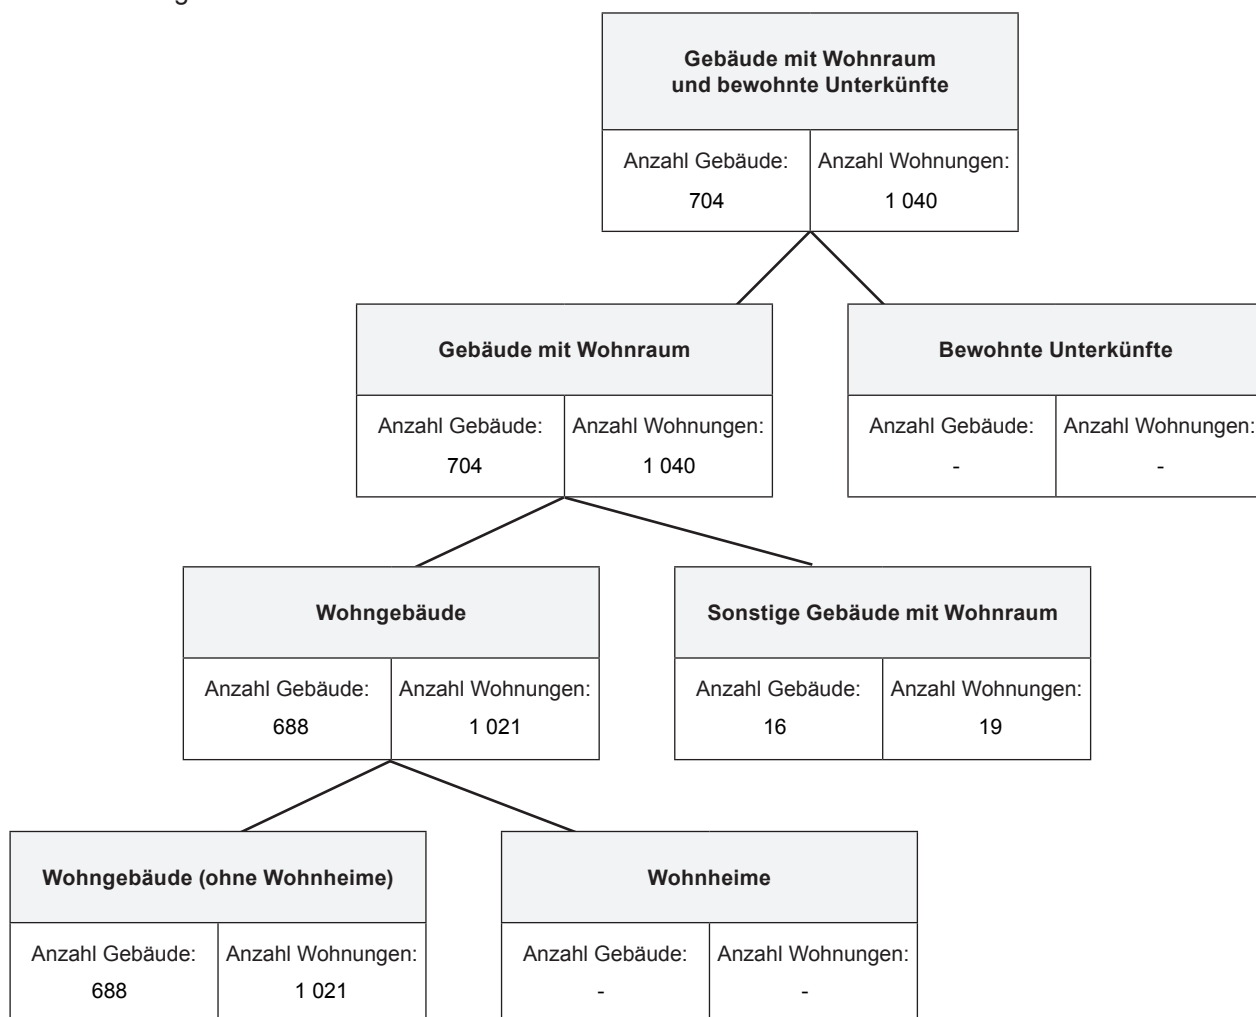 Gebäude mit Wohnraum
und bewohnte Unterkünfte
Anzahl Gebäude: Anzahl Wohnungen:
704 1 040
Gebäude mit Wohnraum Bewohnte Unterkünfte
Anzahl Gebäude: Anzahl Wohnungen: Anzahl Gebäude: Anzahl Wohnungen:
704 1 040 - -
Wohngebäude Sonstige Gebäude mit Wohnraum
Anzahl Gebäude: Anzahl Wohnungen: Anzahl Gebäude: Anzahl Wohnungen:
688 1 021 16 19
Wohngebäude (ohne Wohnheime) Wohnheime
Anzahl Gebäude: Anzahl Wohnungen: Anzahl Gebäude: Anzahl Wohnungen:
688 1 021 - -